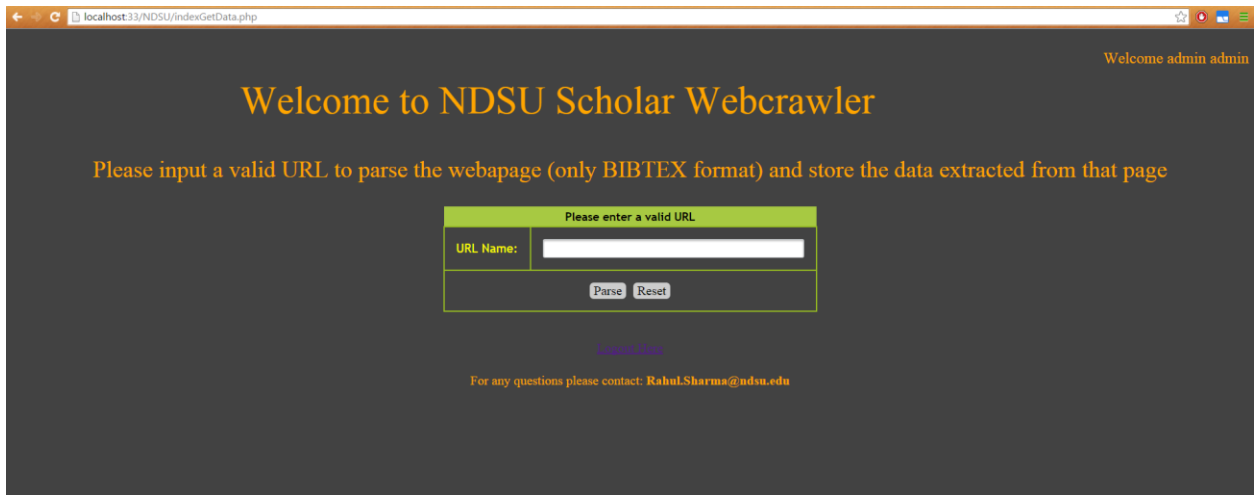 localhost:33/NDSU/indexGetData.php
Welcome admin admin
Welcome to NDSU Scholar Webcrawler
Please input a valid URL to parse the webapage (only BIBTEX format) and store the data extracted from that page
Please enter a valid URL
URL Name:
Parse Reset
Logout Here
For any questions please contact: Rahul.Sharma@ndsu.edu